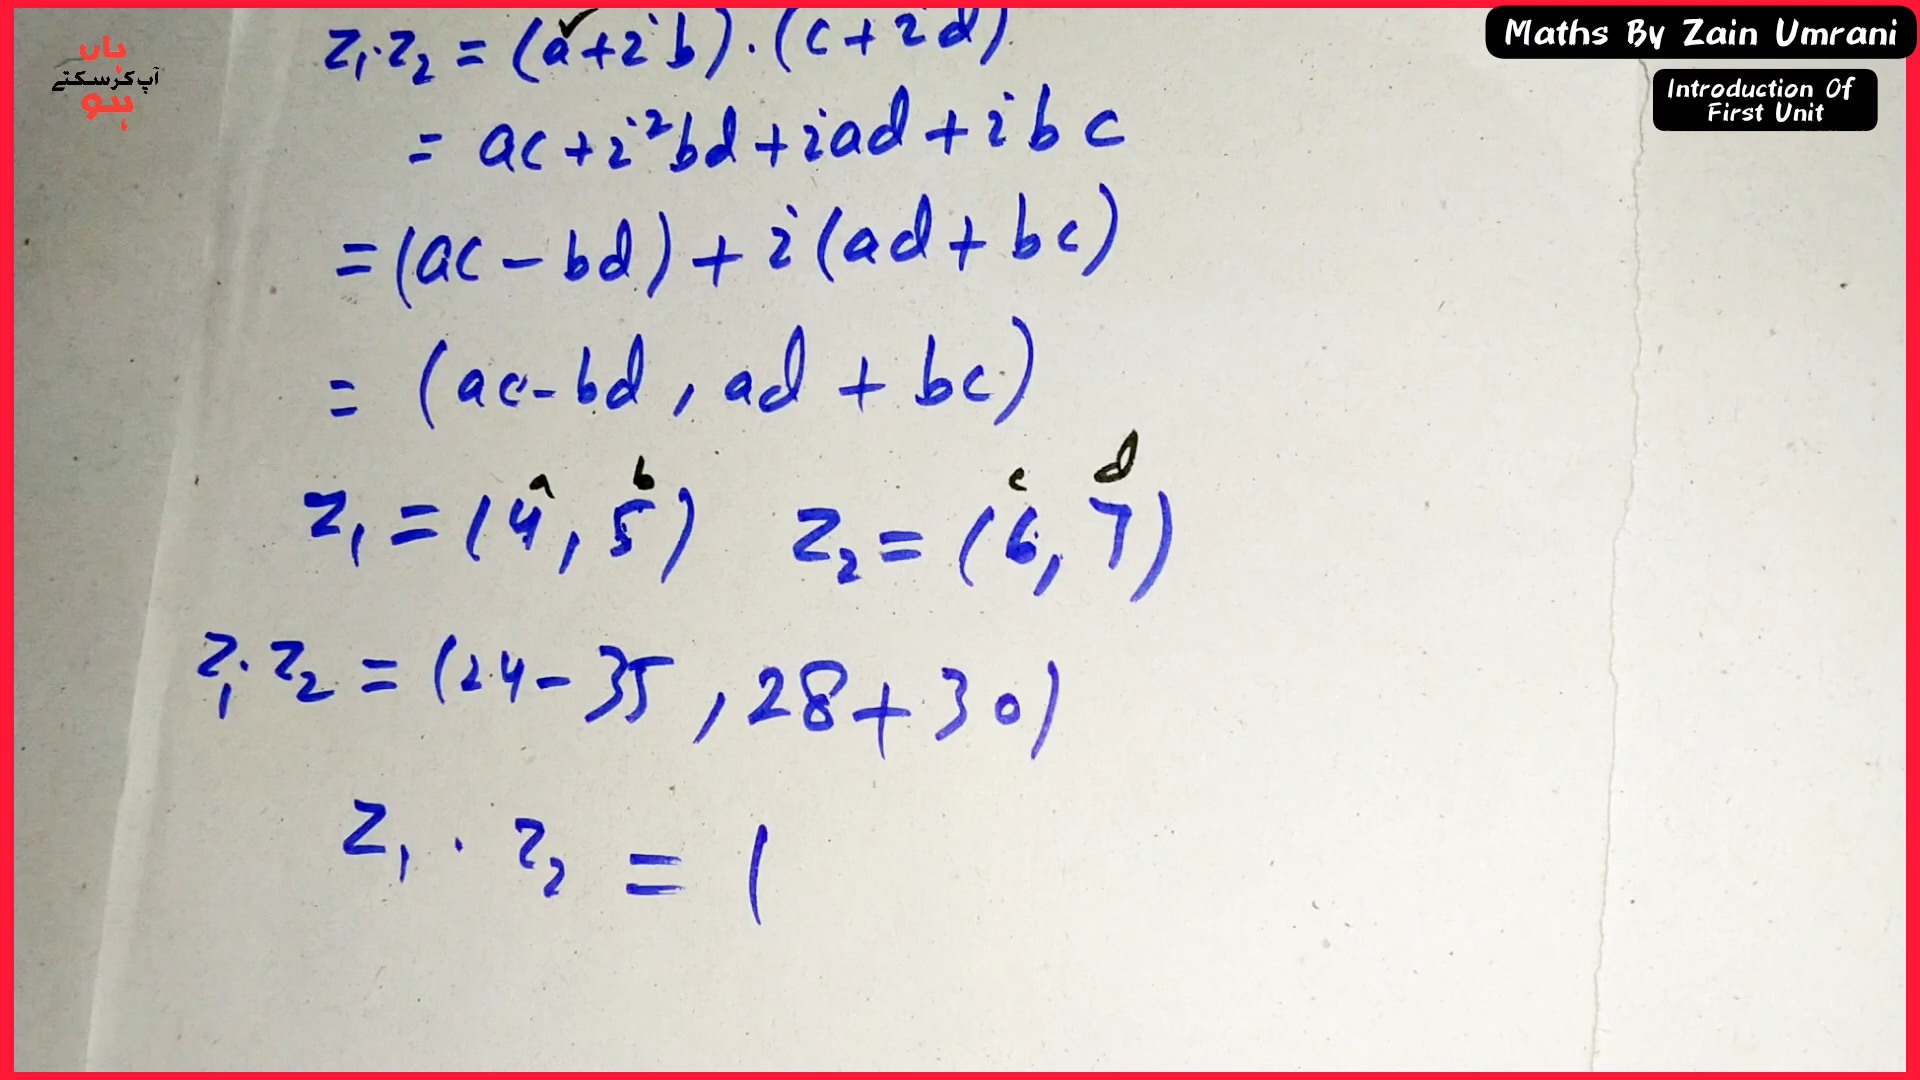 ہاں
آپ کرسکتے
ہو
Maths By Zain Umrani
Introduction Of
First Unit
z₁.z₂ = (a+ib).(c+id)
= ac+i²bd+iad+ibc
=(ac-bd)+i(ad+bc)
= (ac-bd, ad+bc)
a b c d
z₁=(4,5) z₂=(6,7)
z₁.z₂=(24-35,28+30)
z₁.z₂=(